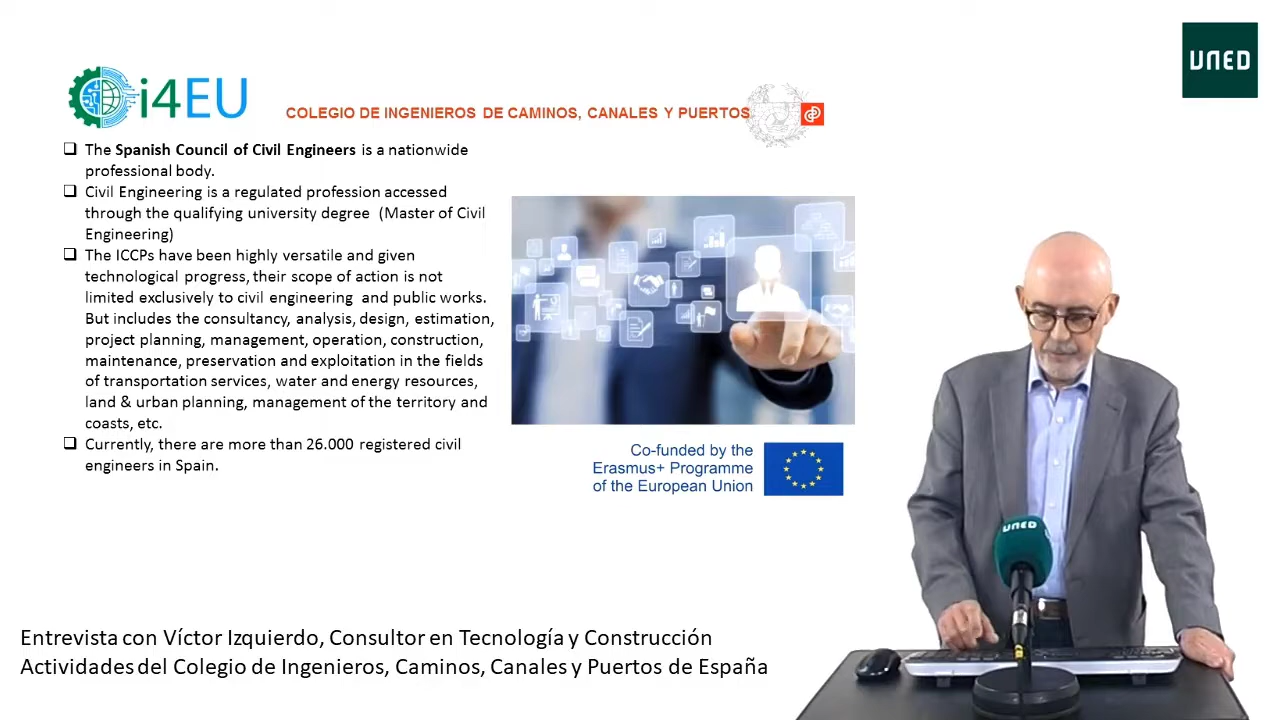 UNED
i4EU
COLEGIO DE INGENIEROS DE CAMINOS, CANALES Y PUERTOS
The Spanish Council of Civil Engineers is a nationwide
professional body.
Civil Engineering is a regulated profession accessed
through the qualifying university degree (Master of Civil
Engineering)
The ICCPs have been highly versatile and given
technological progress, their scope of action is not
limited exclusively to civil engineering and public works.
But includes the consultancy, analysis, design, estimation,
project planning, management, operation, construction,
maintenance, preservation and exploitation in the fields
of transportation services, water and energy resources,
land & urban planning, management of the territory and
coasts, etc.
Currently, there are more than 26.000 registered civil
engineers in Spain.
Co-funded by the
Erasmus+ Programme
of the European Union
UNED
Entrevista con Víctor Izquierdo, Consultor en Tecnología y Construcción
Actividades del Colegio de Ingenieros, Caminos, Canales y Puertos de España